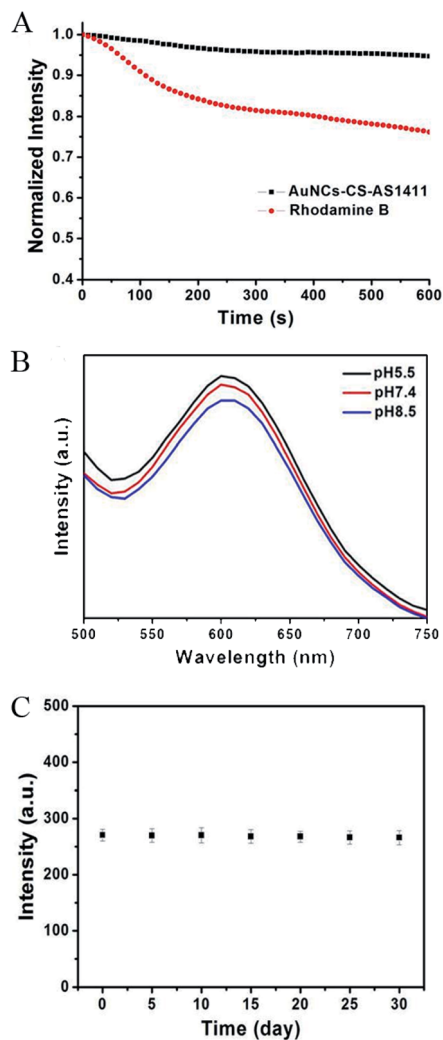 A
Normalized Intensity
1.0
0.9
0.8
0.7
0.6
0.5
0.4
AuNCs-CS-AS1411
Rhodamine B
0 100 200 300 400 500 600
Time (s)
B
Intensity (a.u.)
pH5.5
pH7.4
pH8.5
500 550 600 650 700 750
Wavelength (nm)
C
Intensity (a.u.)
500
400
300
200
100
0
0 5 10 15 20 25 30
Time (day)